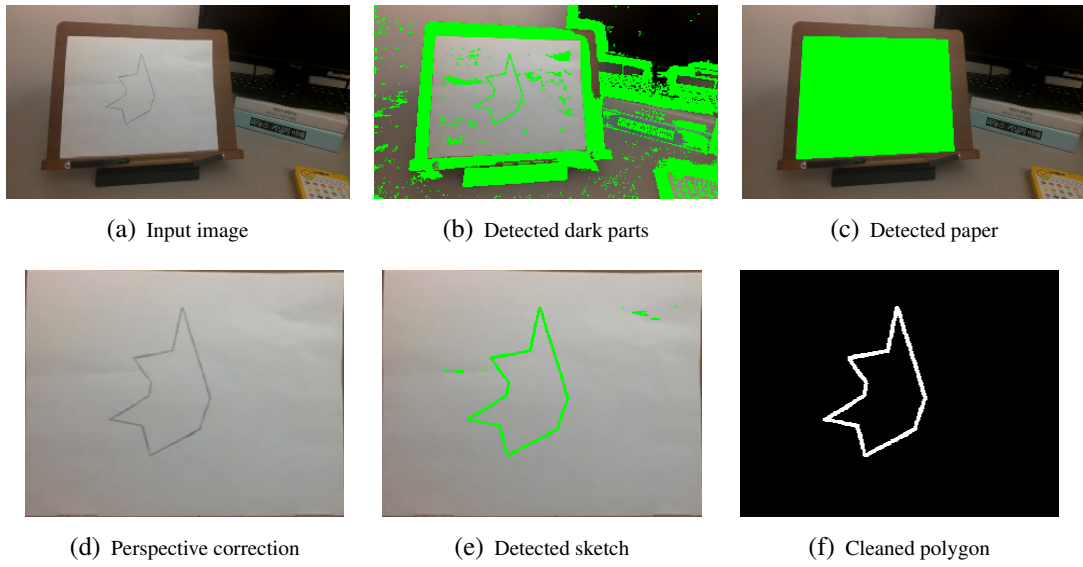 (a) Input image
(b) Detected dark parts
(c) Detected paper
(d) Perspective correction
(e) Detected sketch
(f) Cleaned polygon